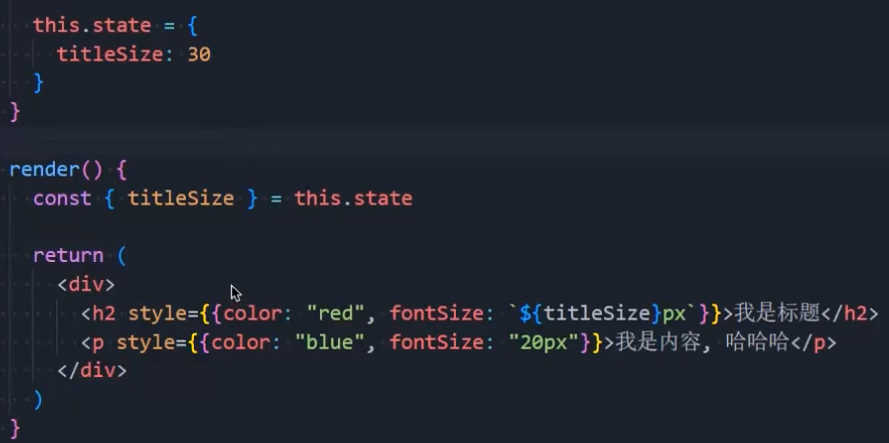 this.state = {
titleSize: 30
}
}
render() {
const { titleSize } = this.state
return (
<div>
<h2 style={{color: "red", fontSize: `${titleSize}px`}}>我是标题</h2>
<p style={{color: "blue", fontSize: "20px"}}>我是内容, 哈哈哈</p>
</div>
)
}